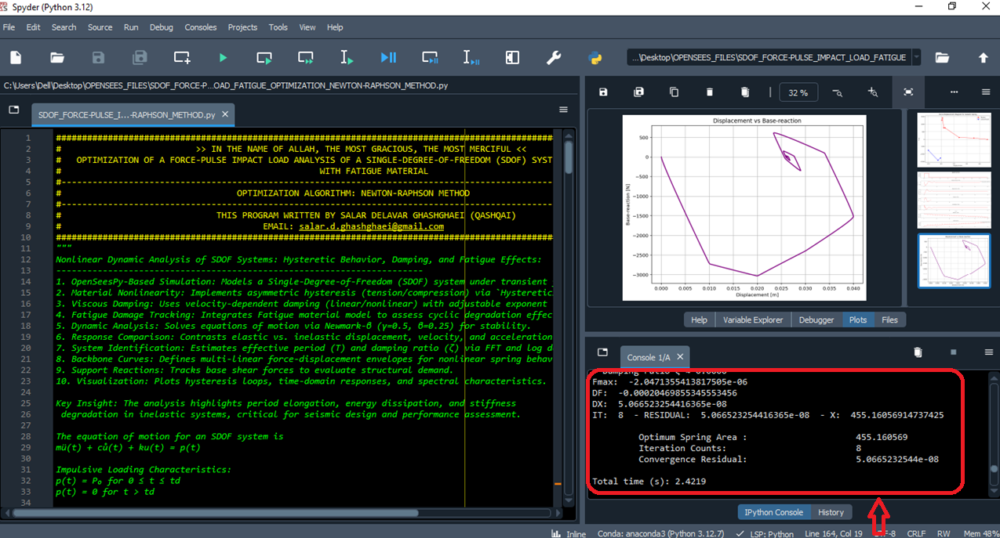 Spyder (Python 3.12)
File Edit Search Source Run Debug Consoles Projects Tools View Help
...\Desktop\OPENSEES_FILES\SDOF_FORCE-PULSE_IMPACT_LOAD_FATIGUE
C:\Users\Dell\Desktop\OPENSEES_FILES\SDOF_FORCE-P...OAD_FATIGUE_OPTIMIZATION_NEWTON-RAPHSON_METHOD.py
SDOF_FORCE-PULSE_I...-RAPHSON_METHOD.py
1 ####################################################################################################
2 # >> IN THE NAME OF ALLAH, THE MOST GRACIOUS, THE MOST MERCIFUL <<
3 # OPTIMIZATION OF A FORCE-PULSE IMPACT LOAD ANALYSIS OF A SINGLE-DEGREE-OF-FREEDOM (SDOF) SYST
4 # WITH FATIGUE MATERIAL
5 #---------------------------------------------------------------------------------------------------
6 # OPTIMIZATION ALGORITHM: NEWTON-RAPHSON METHOD
7 #---------------------------------------------------------------------------------------------------
8 # THIS PROGRAM WRITTEN BY SALAR DELAVAR GHASHGHAEI (QASHQAI)
9 # EMAIL: salar.d.ghashghaei@gmail.com
10 ####################################################################################################
11 """
12 Nonlinear Dynamic Analysis of SDOF Systems: Hysteretic Behavior, Damping, and Fatigue Effects:
13 -------------------------------------------------------------------------
14 1. OpenSeesPy-Based Simulation: Models a Single-Degree-of-Freedom (SDOF) system under transient
15 2. Material Nonlinearity: Implements asymmetric hysteresis (tension/compression) via `Hysteretic
16 3. Viscous Damping: Uses velocity-dependent damping (linear/nonlinear) with adjustable exponent
17 4. Fatigue Damage Tracking: Integrates Fatigue material model to assess cyclic degradation effec
18 5. Dynamic Analysis: Solves equations of motion via Newmark-β (γ=0.5, β=0.25) for stability.
19 6. Response Comparison: Contrasts elastic vs. inelastic displacement, velocity, and acceleration
20 7. System Identification: Estimates effective period (T) and damping ratio (ζ) via FFT and log d
21 8. Backbone Curves: Defines multi-linear force-displacement envelopes for nonlinear spring behav
22 9. Support Reactions: Tracks base shear forces to evaluate structural demand.
23 10. Visualization: Plots hysteresis loops, time-domain responses, and spectral characteristics.
24
25 Key Insight: The analysis highlights period elongation, energy dissipation, and stiffness
26 degradation in inelastic systems, critical for seismic design and performance assessment.
27
28 The equation of motion for an SDOF system is
29 mü(t) + ců(t) + ku(t) = p(t)
30
31 Impulsive Loading Characteristics:
32 p(t) = P₀ for 0 ≤ t ≤ td
33 p(t) = 0 for t > td
34
32 %
Displacement vs Base-reaction
Base-reaction [N]
500
0
−500
−1000
−1500
−2000
−2500
−3000
0.000 0.005 0.010 0.015 0.020 0.025 0.030 0.035 0.040
Displacement [m]
Help Variable Explorer Debugger Plots Files
Console 1/A
Fmax: -2.0471355413817505e-06
DF: -0.00020469855345553456
DX: 5.066523254416365e-08
IT: 8 - RESIDUAL: 5.066523254416365e-08 - X: 455.16056914737425
Optimum Spring Area : 455.160569
Iteration Counts: 8
Convergence Residual: 5.0665232544e-08
Total time (s): 2.4219
IPython Console History
Inline Conda: anaconda3 (Python 3.12.7) LSP: Python Line 164, Col 19 UTF-8 CRLF RW Mem 48%